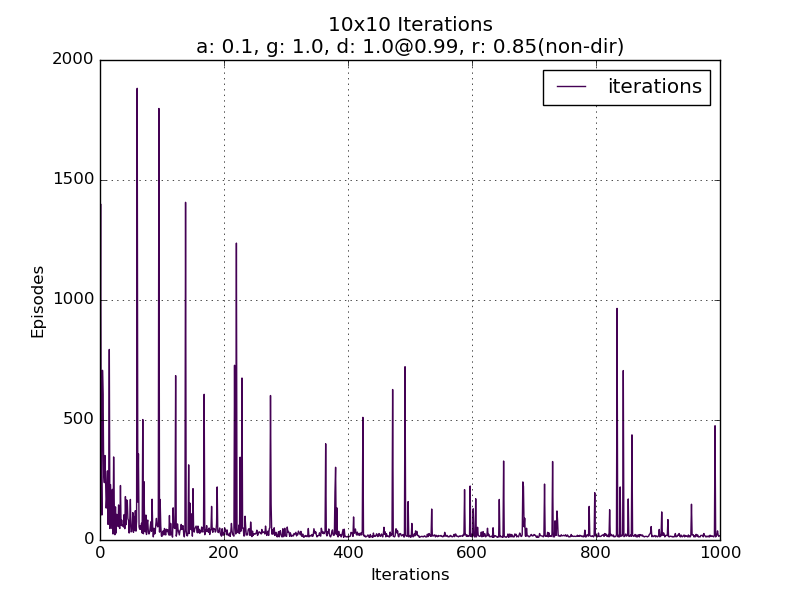 10x10 Iterations
a: 0.1, g: 1.0, d: 1.0@0.99, r: 0.85(non-dir)
iterations
2000
1500
1000
500
0
Episodes
0 200 400 600 800 1000
Iterations